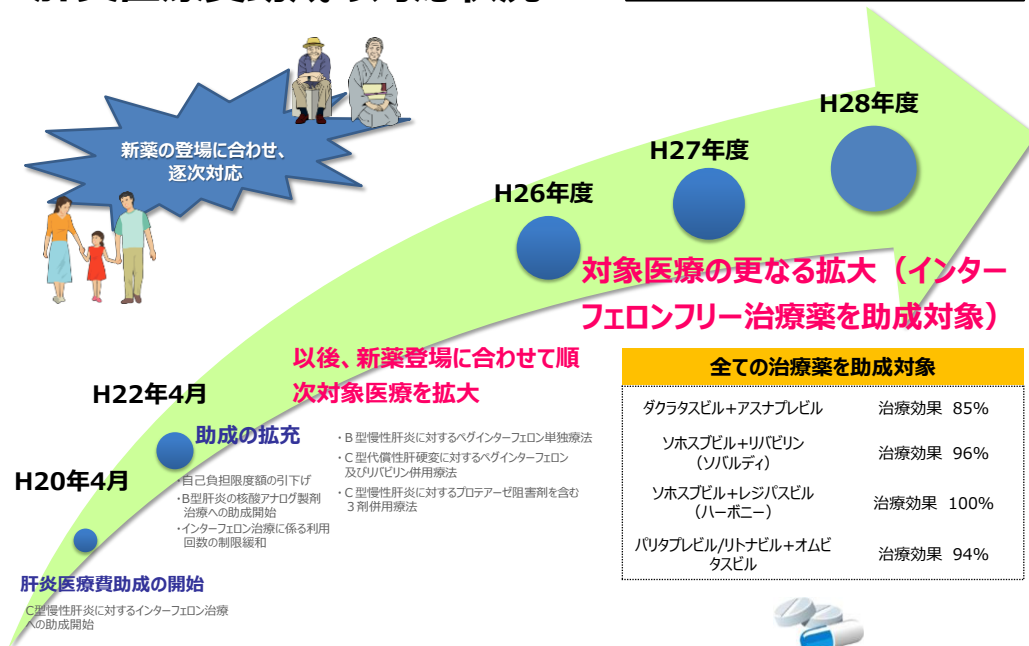 新薬の登場に合わせ、
逐次対応
H28年度
H27年度
H26年度
対象医療の更なる拡大（インター
フェロンフリー治療薬を助成対象）
以後、新薬登場に合わせて順
次対象医療を拡大
・Ｂ型慢性肝炎に対するペグインターフェロン単独療法
・Ｃ型代償性肝硬変に対するペグインターフェロン
及びリバビリン併用療法
・Ｃ型慢性肝炎に対するプロテアーゼ阻害剤を含む
３剤併用療法
H22年4月
助成の拡充
・自己負担限度額の引下げ
・B型肝炎の核酸アナログ製剤
治療への助成開始
・インターフェロン治療に係る利用
回数の制限緩和
H20年4月
肝炎医療費助成の開始
C型慢性肝炎に対するインターフェロン治療
への助成開始
全ての治療薬を助成対象
ダクラタスビル+アスナプレビル 治療効果 85%
ソホスブビル+リバビリン
（ソバルディ） 治療効果 96%
ソホスブビル+レジパスビル
（ハーボニー） 治療効果 100%
パリタプレビル/リトナビル+オムビ
タスビル 治療効果 94%